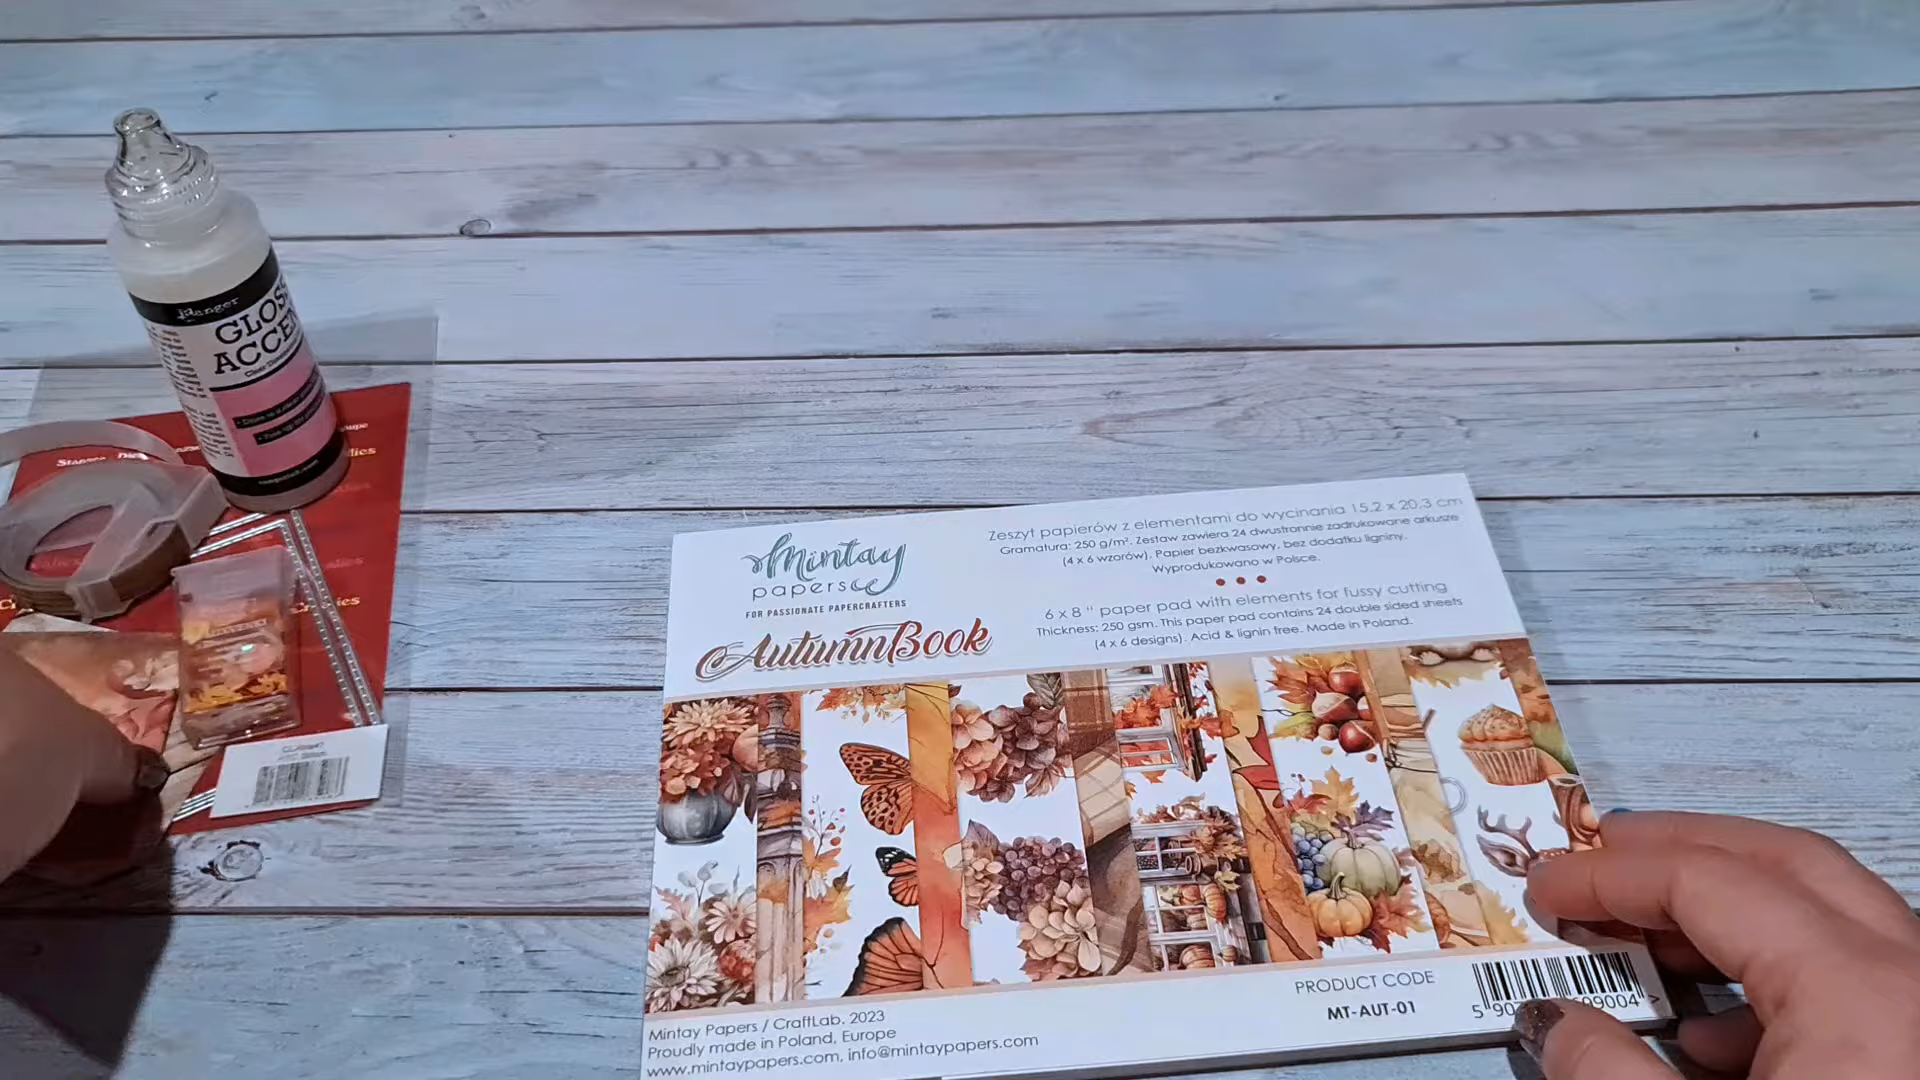 Ranger
GLOSS
ACCEN
Mintay
papers
FOR PASSIONATE PAPERCRAFTERS
AutumnBook
Zeszyt papierów z elementami do wycinania 15,2 x 20,3 cm
Gramatura: 250 g/m². Zestaw zawiera 24 dwustronnie zadrukowane arkusze
(4 x 6 wzorów). Papier bezkwasowy, bez dodatku ligniny.
Wyprodukowano w Polsce.
6 x 8 " paper pad with elements for fussy cutting
Thickness: 250 gsm. This paper pad contains 24 double sided sheets
(4 x 6 designs). Acid & lignin free. Made in Poland.
PRODUCT CODE
MT-AUT-01
Mintay Papers / CraftLab. 2023
Proudly made in Poland, Europe
www.mintaypapers.com, info@mintaypapers.com